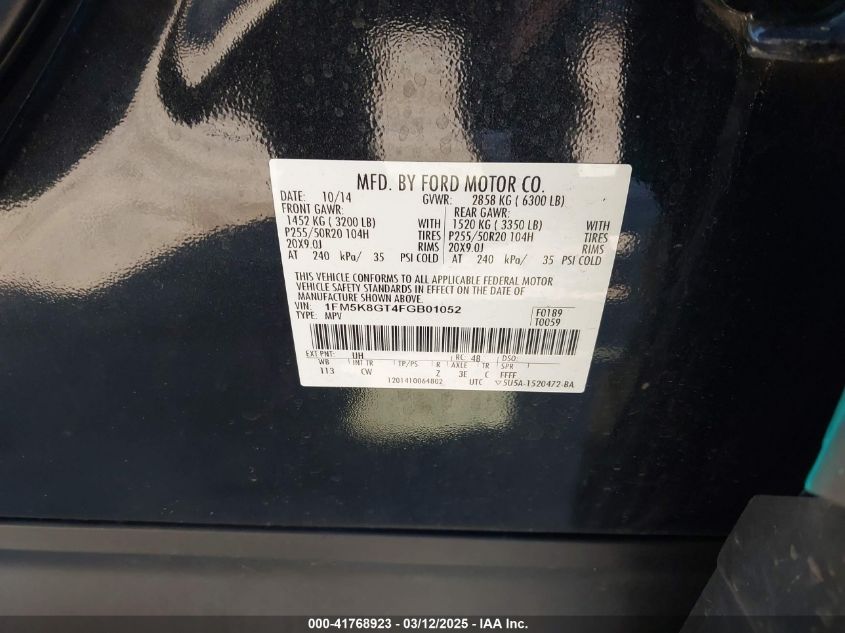 MFD. BY FORD MOTOR CO.
DATE: 10/14 GVWR: 2858 KG ( 6300 LB)
FRONT GAWR: REAR GAWR:
1452 KG ( 3200 LB) WITH 1520 KG ( 3350 LB) WITH
P255/50R20 104H TIRES P255/50R20 104H TIRES
20X9.0J RIMS 20X9.0J RIMS
AT 240 kPa/ 35 PSI COLD AT 240 kPa/ 35 PSI COLD
THIS VEHICLE CONFORMS TO ALL APPLICABLE FEDERAL MOTOR
VEHICLE SAFETY STANDARDS IN EFFECT ON THE DATE OF
MANUFACTURE SHOWN ABOVE.
VIN: 1FM5K8GT4FGB01052 F0189
TYPE: MPV T0059
EXT PNT: UH RC: 48 DSO:
WB INT TR TP/PS R AXLE TR SPR
113 CW Z 3E C FFFF
1201410064802 UTC ▽5U5A-1520472-BA
000-41768923 - 03/12/2025 - IAA Inc.